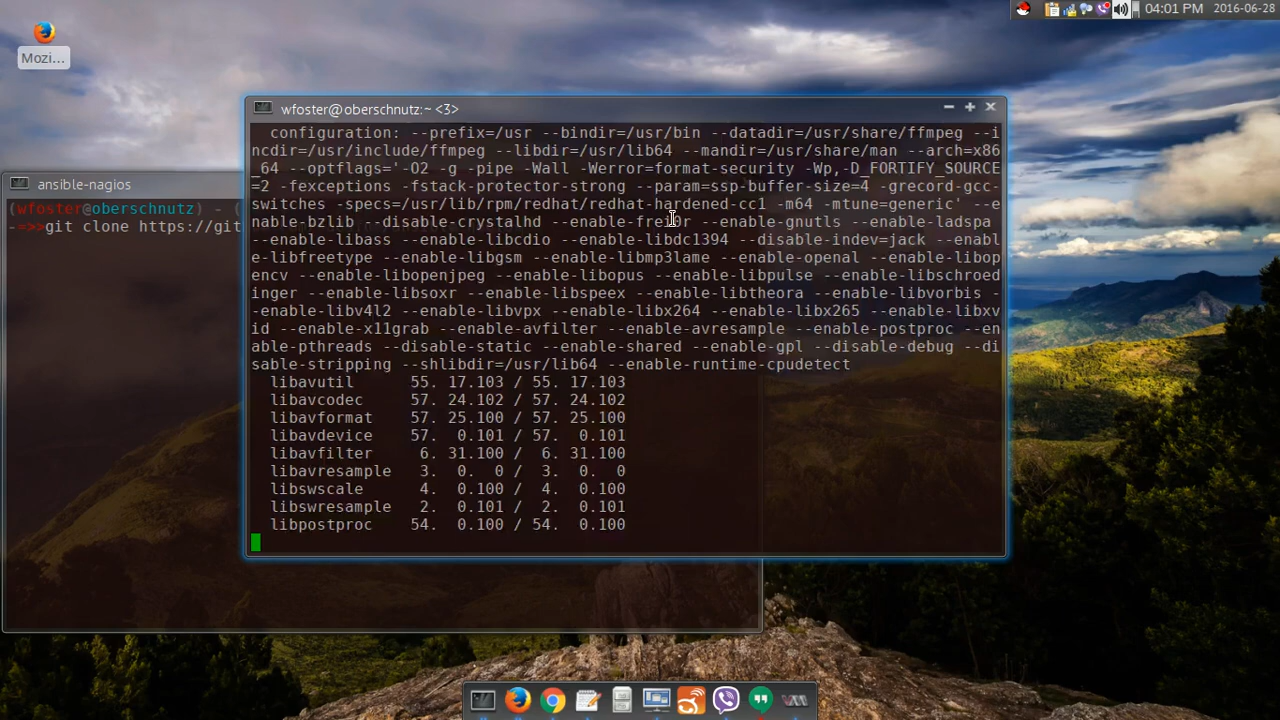 04:01 PM 2016-06-28
Mozi...
wfoster@oberschnutz:~ <3>
configuration: --prefix=/usr --bindir=/usr/bin --datadir=/usr/share/ffmpeg --i
ncdir=/usr/include/ffmpeg --libdir=/usr/lib64 --mandir=/usr/share/man --arch=x86
_64 --optflags='-O2 -g -pipe -Wall -Werror=format-security -Wp,-D_FORTIFY_SOURCE
=2 -fexceptions -fstack-protector-strong --param=ssp-buffer-size=4 -grecord-gcc-
switches -specs=/usr/lib/rpm/redhat/redhat-hardened-cc1 -m64 -mtune=generic' --e
nable-bzlib --disable-crystalhd --enable-frei0r --enable-gnutls --enable-ladspa
--enable-libass --enable-libcdio --enable-libdc1394 --disable-indev=jack --enabl
e-libfreetype --enable-libgsm --enable-libmp3lame --enable-openal --enable-libop
encv --enable-libopenjpeg --enable-libopus --enable-libpulse --enable-libschroed
inger --enable-libsoxr --enable-libspeex --enable-libtheora --enable-libvorbis -
-enable-libv4l2 --enable-libvpx --enable-libx264 --enable-libx265 --enable-libxv
id --enable-x11grab --enable-avfilter --enable-avresample --enable-postproc --en
able-pthreads --disable-static --enable-shared --enable-gpl --disable-debug --di
sable-stripping --shlibdir=/usr/lib64 --enable-runtime-cpudetect
libavutil 55. 17.103 / 55. 17.103
libavcodec 57. 24.102 / 57. 24.102
libavformat 57. 25.100 / 57. 25.100
libavdevice 57. 0.101 / 57. 0.101
libavfilter 6. 31.100 / 6. 31.100
libavresample 3. 0. 0 / 3. 0. 0
libswscale 4. 0.100 / 4. 0.100
libswresample 2. 0.101 / 2. 0.101
libpostproc 54. 0.100 / 54. 0.100
ansible-nagios
(wfoster@oberschnutz) - (
-=>>git clone https://git